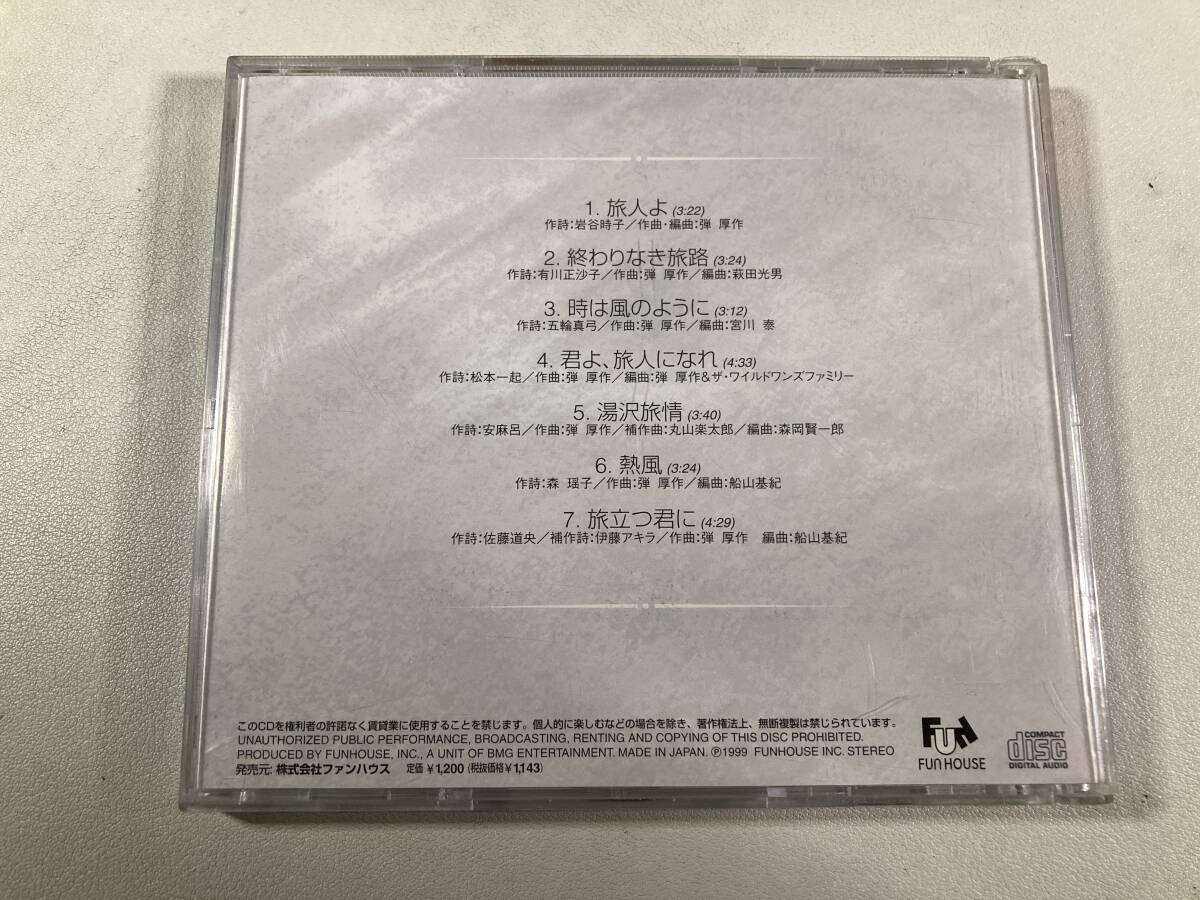 1. 旅人よ (3:22)
作詩:岩谷時子／作曲・編曲:弾 厚作
2. 終わりなき旅路 (3:24)
作詩:有川正沙子／作曲:弾 厚作／編曲:萩田光男
3. 時は風のように (3:12)
作詩:五輪真弓／作曲:弾 厚作／編曲:宮川 泰
4. 君よ、旅人になれ (4:33)
作詩:松本一起／作曲:弾 厚作／編曲:弾 厚作&ザ・ワイルドワンズファミリー
5. 湯沢旅情 (3:40)
作詩:安麻呂／作曲:弾 厚作／補作曲:丸山楽太郎／編曲:森岡賢一郎
6. 熱風 (3:24)
作詩:森 瑶子／作曲:弾 厚作／編曲:船山基紀
7. 旅立つ君に (4:29)
作詩:佐藤道央／補作詩:伊藤アキラ／作曲:弾 厚作 編曲:船山基紀
このCDを権利者の許諾なく賃貸業に使用することを禁じます。個人的に楽しむなどの場合を除き、著作権法上、無断複製は禁じられています。
UNAUTHORIZED PUBLIC PERFORMANCE, BROADCASTING, RENTING AND COPYING OF THIS DISC PROHIBITED.
PRODUCED BY FUNHOUSE, INC., A UNIT OF BMG ENTERTAINMENT. MADE IN JAPAN. ℗1999 FUNHOUSE INC. STEREO
発売元: 株式会社ファンハウス 定価 ¥1,200 (税抜価格¥1,143)
FUN
FUN HOUSE
COMPACT
disc
DIGITAL AUDIO